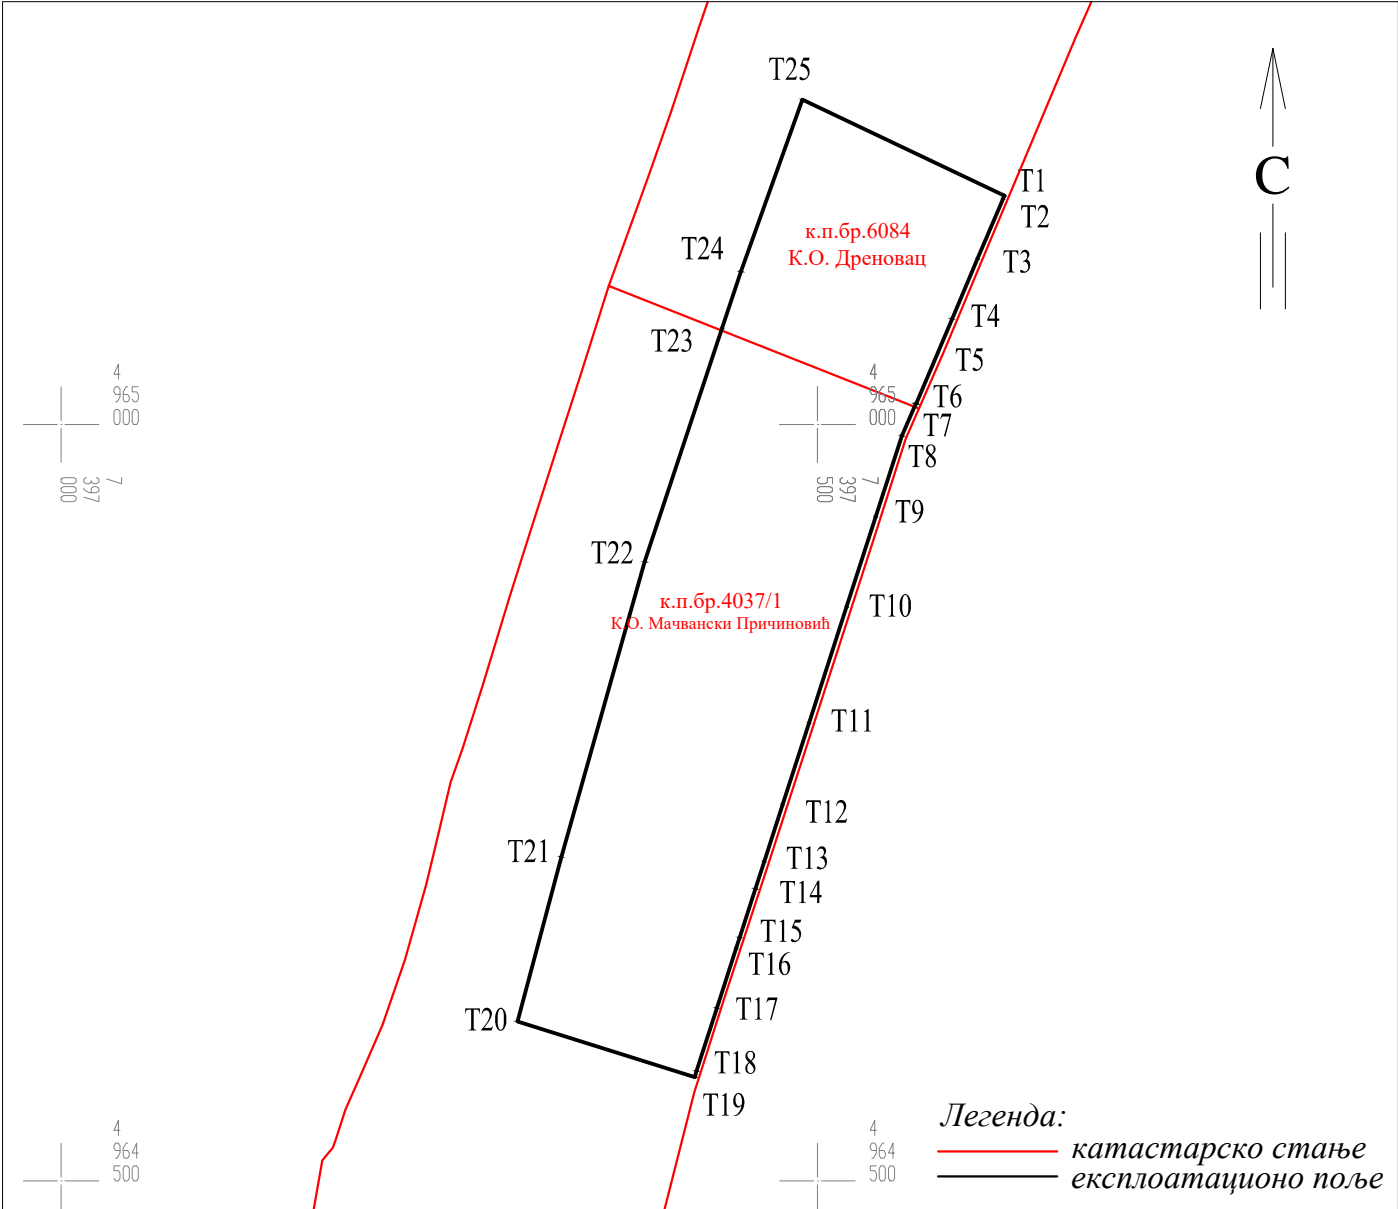 T25
T1
T2
С
к.п.бр.6084
К.О. Дреновац
T24
T3
T4
T23
T5
4
965
000
4
965
000
T6
T7
T8
7
397
000
7
397
500
T9
T22
к.п.бр.4037/1
К.О. Мачвански Причиновић
T10
T11
T12
T21
T13
T14
T15
T16
T17
T20
T18
T19
4
964
500
4
964
500
Легенда:
катастарско стање
експлоатационо поље